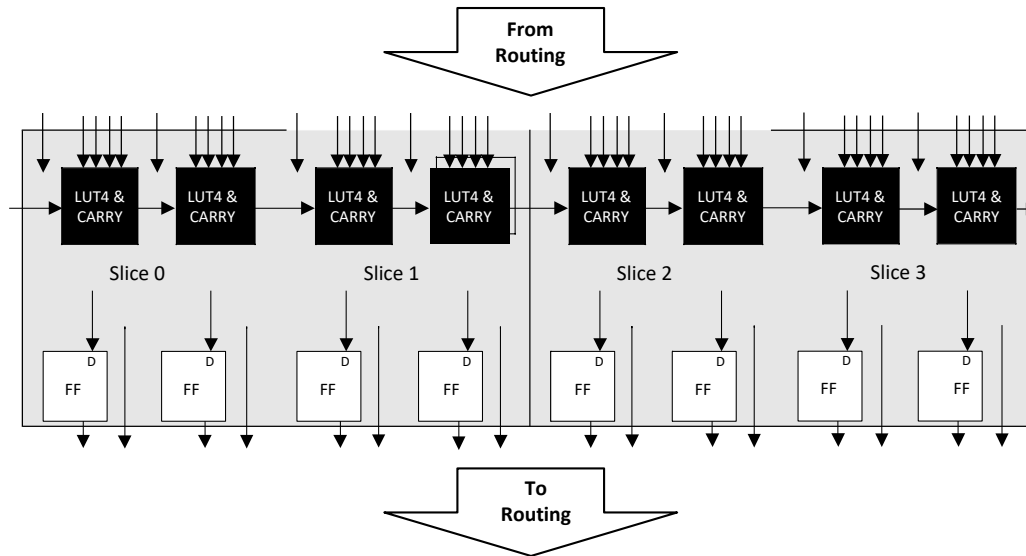 From
Routing
LUT4 &
CARRY
LUT4 &
CARRY
LUT4 &
CARRY
LUT4 &
CARRY
LUT4 &
CARRY
LUT4 &
CARRY
LUT4 &
CARRY
LUT4 &
CARRY
Slice 0
Slice 1
Slice 2
Slice 3
D
FF
D
FF
D
FF
D
FF
D
FF
D
FF
D
FF
D
FF
To
Routing